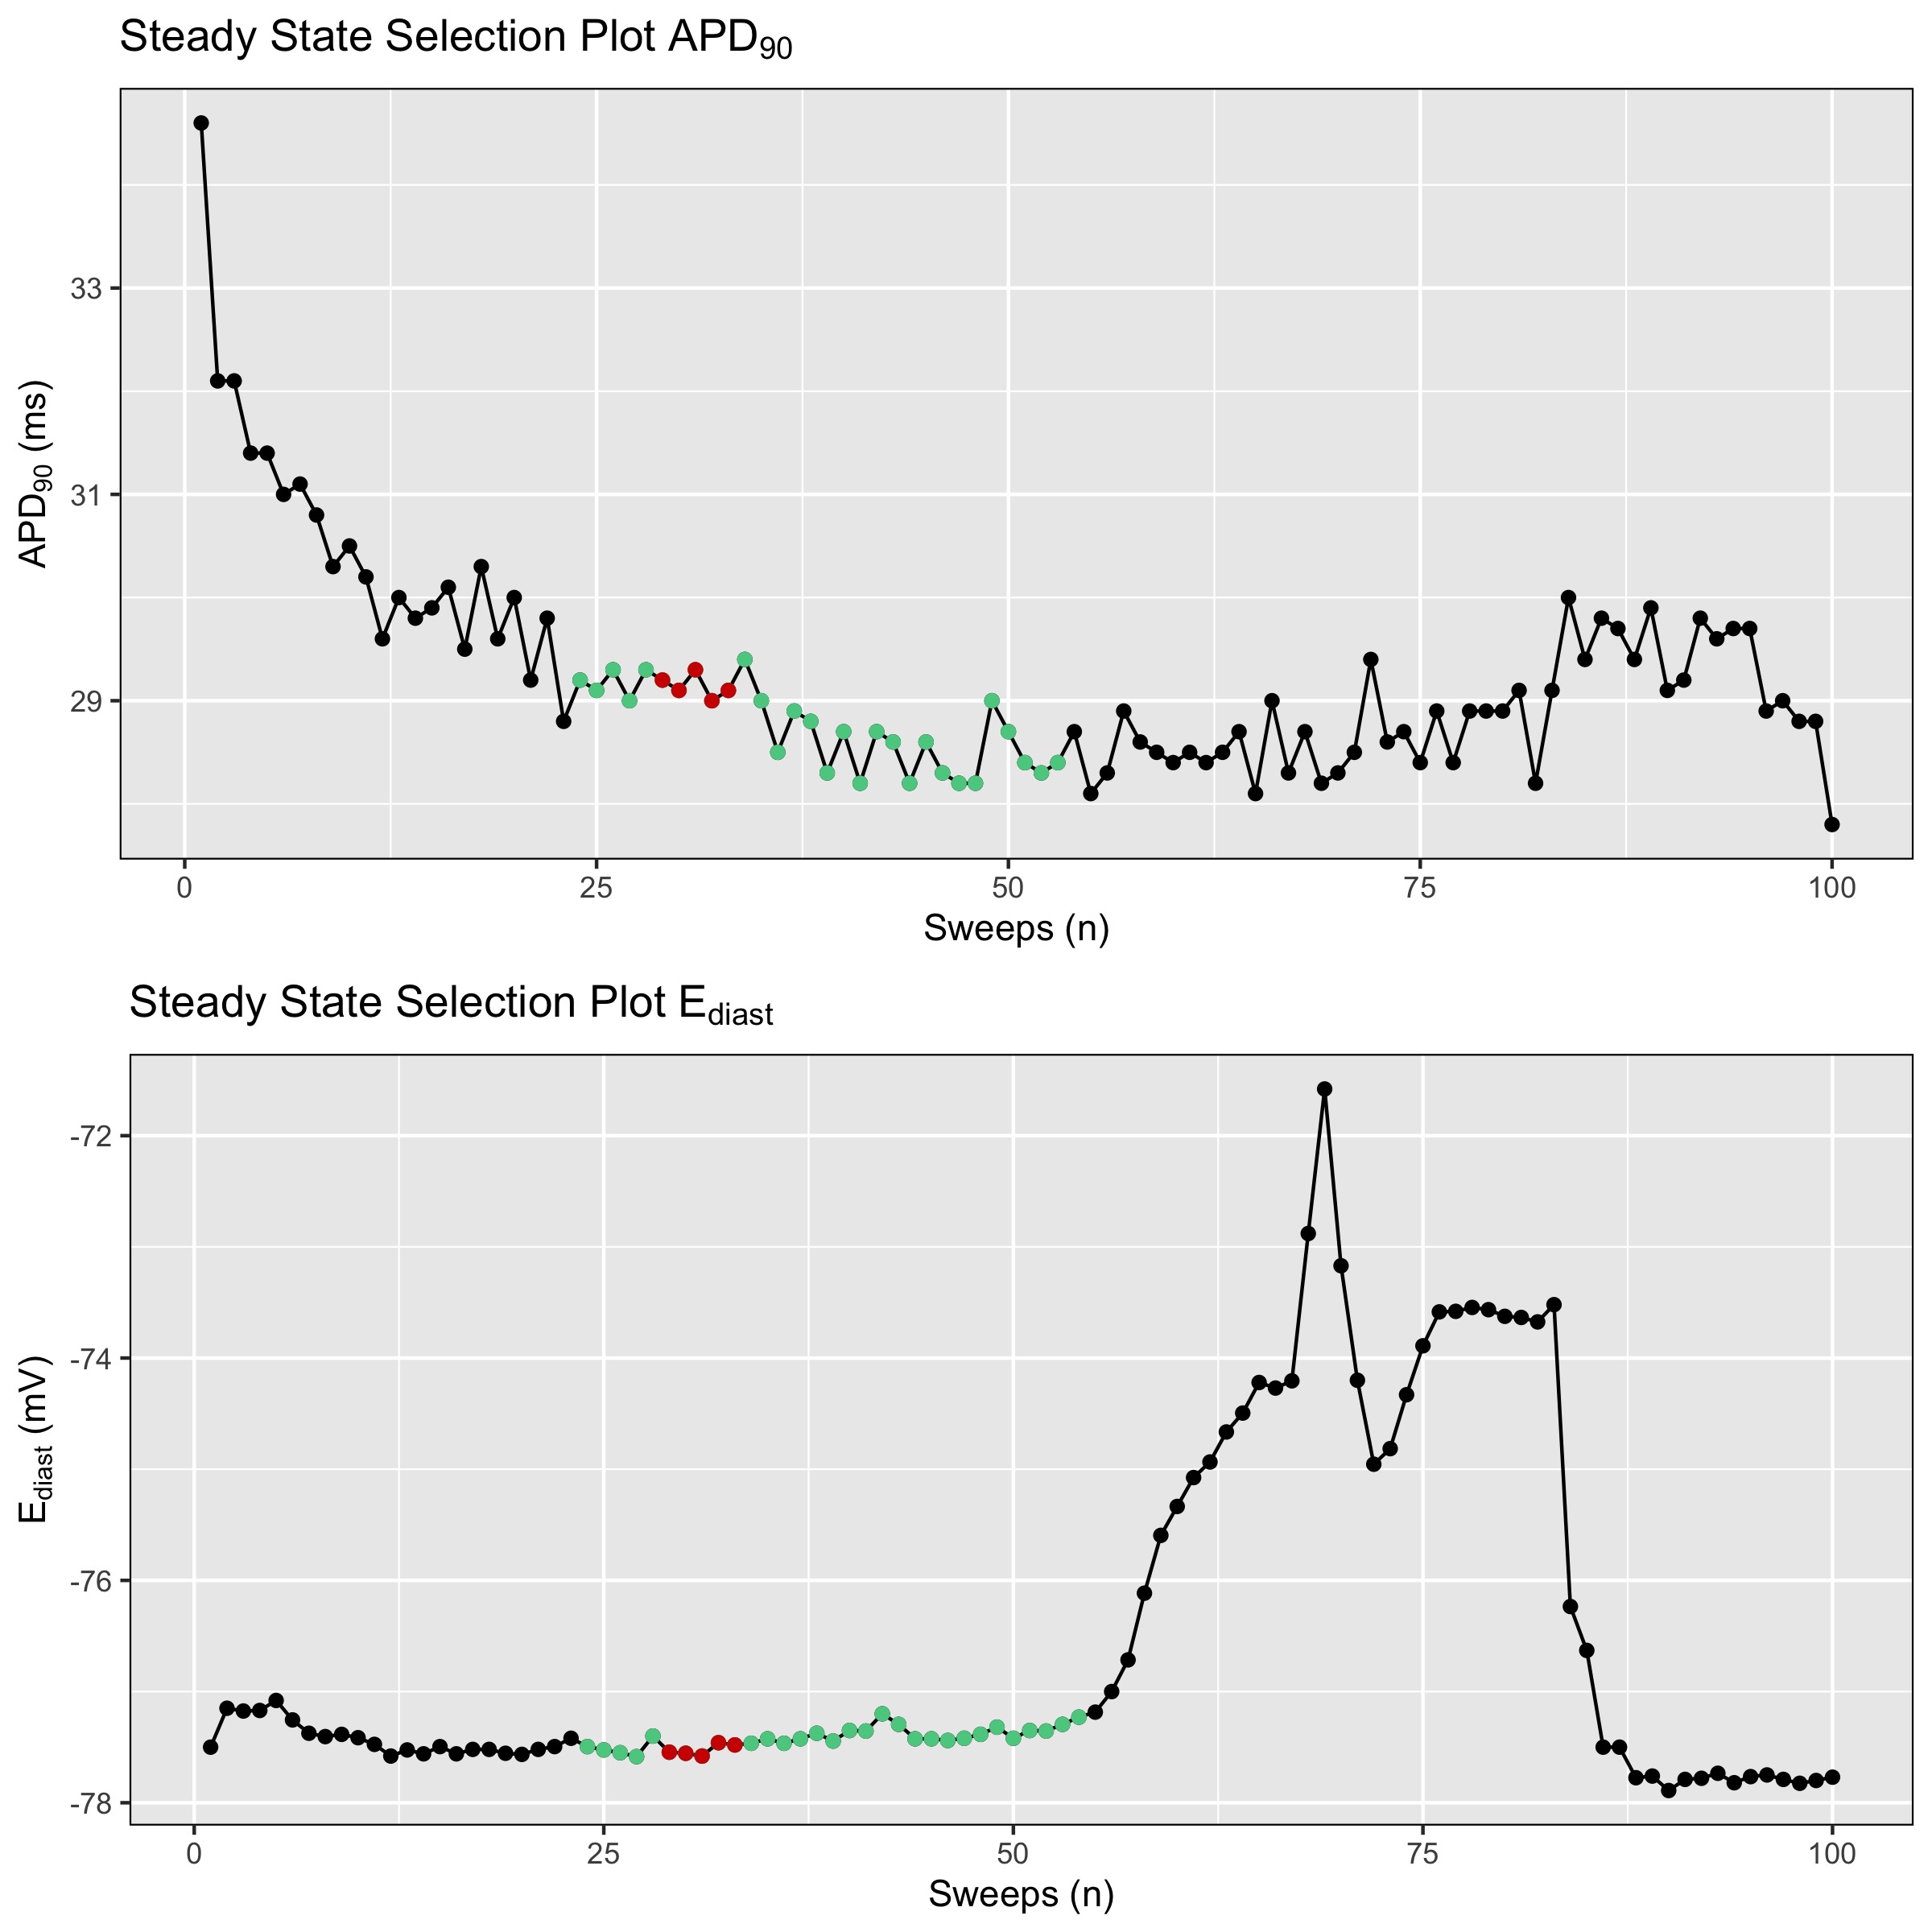 Steady State Selection Plot APD90
33
31
29
APD90 (ms)
0 25 50 75 100
Sweeps (n)
Steady State Selection Plot Ediast
-72
-74
-76
-78
Ediast (mV)
0 25 50 75 100
Sweeps (n)